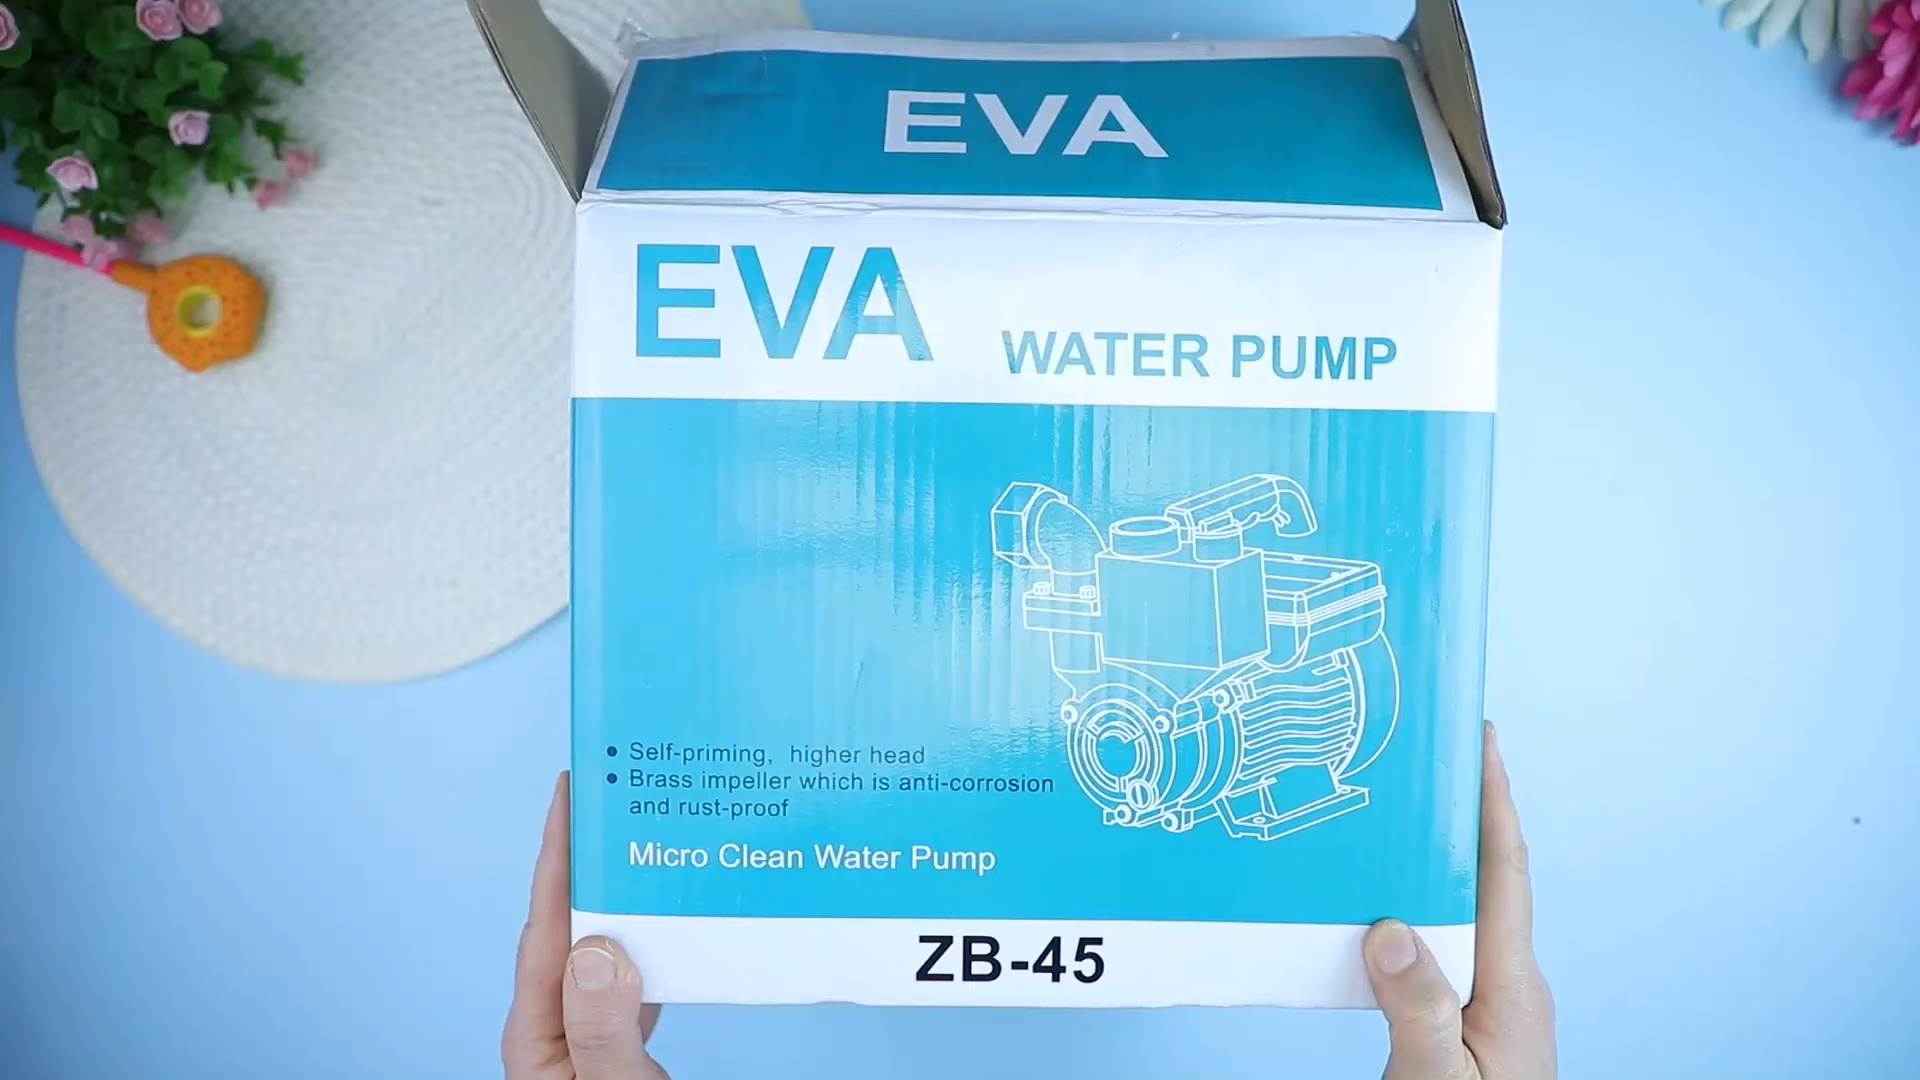 EVA
EVA
WATER PUMP
● Self-priming, higher head
● Brass impeller which is anti-corrosion
and rust-proof
Micro Clean Water Pump
ZB-45